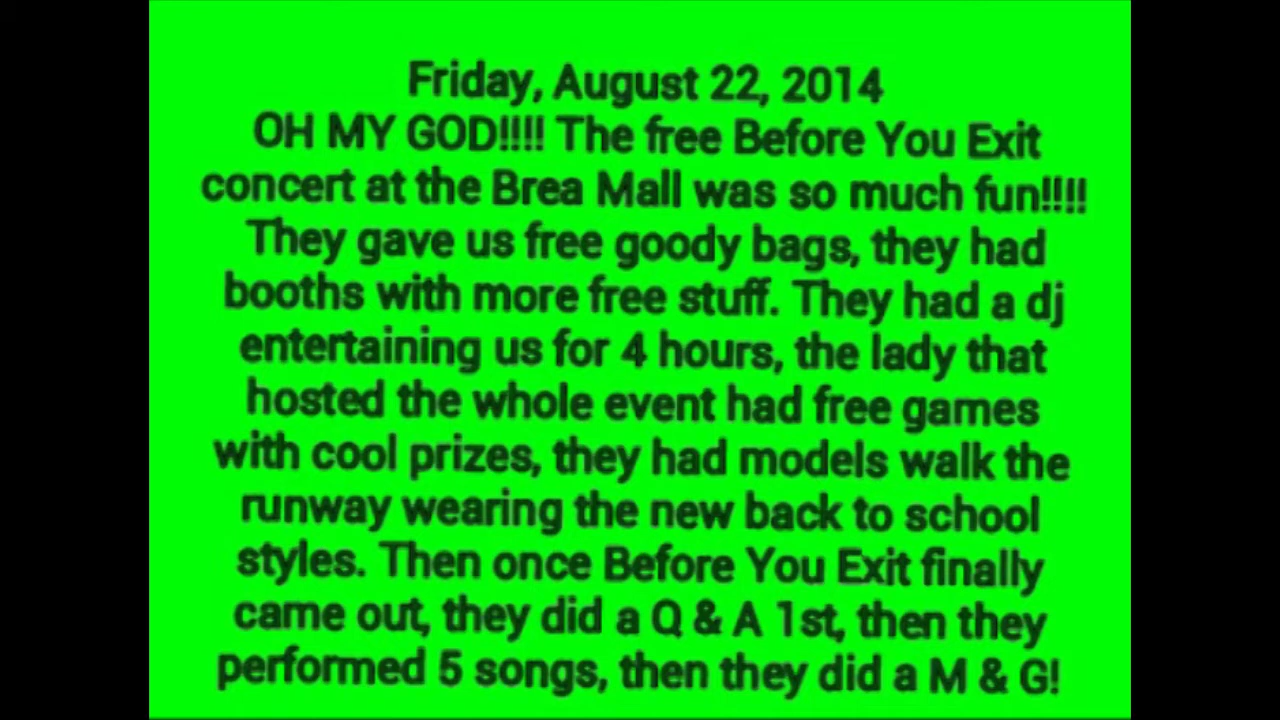 Friday, August 22, 2014
OH MY GOD!!!! The free Before You Exit
concert at the Brea Mall was so much fun!!!!
They gave us free goody bags, they had
booths with more free stuff. They had a dj
entertaining us for 4 hours, the lady that
hosted the whole event had free games
with cool prizes, they had models walk the
runway wearing the new back to school
styles. Then once Before You Exit finally
came out, they did a Q & A 1st, then they
performed 5 songs, then they did a M & G!